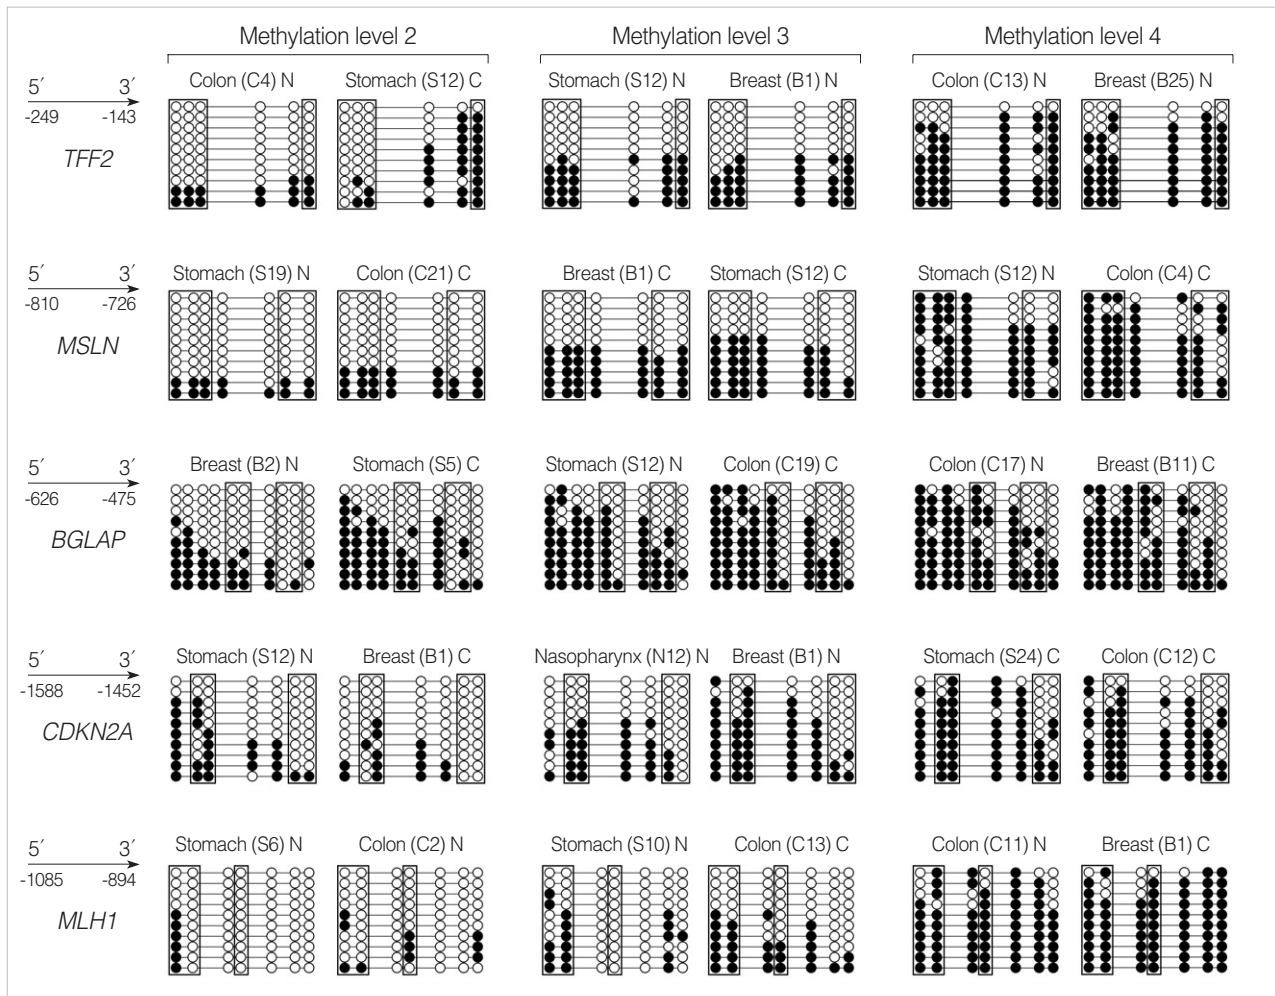 Methylation level 2 Methylation level 3 Methylation level 4
Colon (C4) N Stomach (S12) C Stomach (S12) N Breast (B1) N Colon (C13) N Breast (B25) N
5′ 3′
-249 -143
TFF2
Stomach (S19) N Colon (C21) C Breast (B1) C Stomach (S12) C Stomach (S12) N Colon (C4) C
5′ 3′
-810 -726
MSLN
Breast (B2) N Stomach (S5) C Stomach (S12) N Colon (C19) C Colon (C17) N Breast (B11) C
5′ 3′
-626 -475
BGLAP
Stomach (S12) N Breast (B1) C Nasopharynx (N12) N Breast (B1) N Stomach (S24) C Colon (C12) C
5′ 3′
-1588 -1452
CDKN2A
Stomach (S6) N Colon (C2) N Stomach (S10) N Colon (C13) C Colon (C11) N Breast (B1) C
5′ 3′
-1085 -894
MLH1